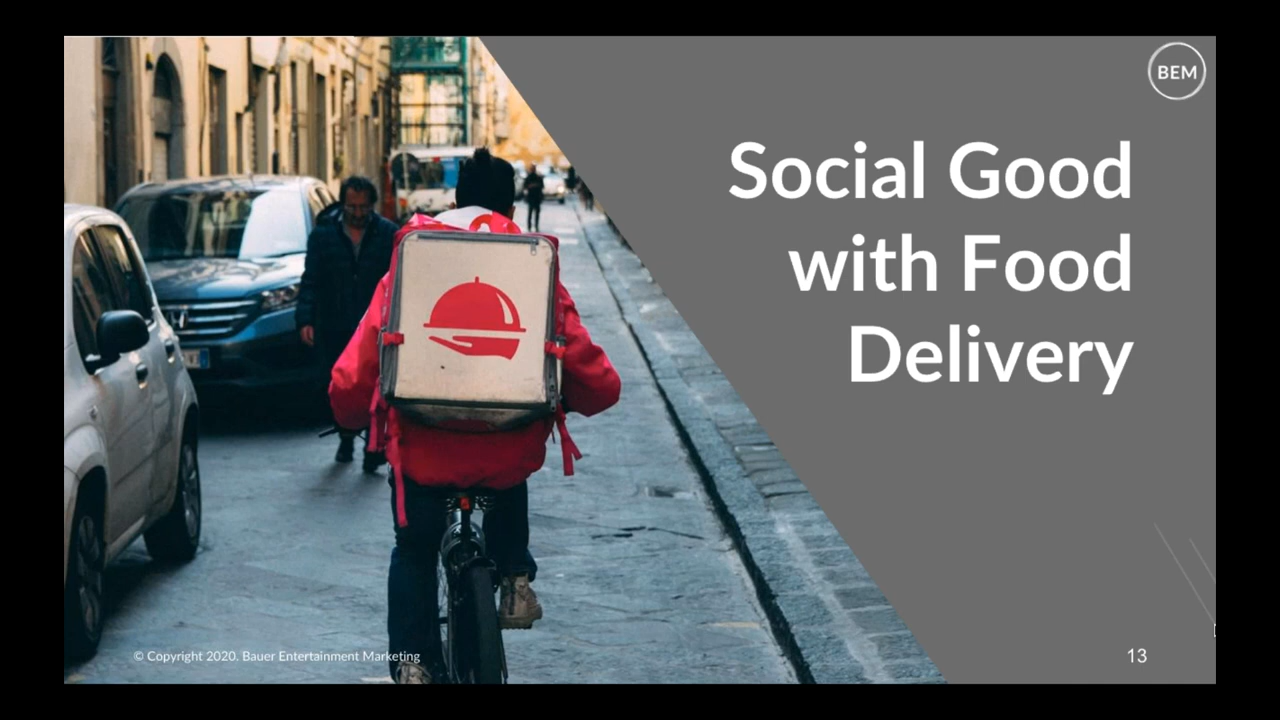 BEM
Social Good
with Food
Delivery
© Copyright 2020. Bauer Entertainment Marketing
13